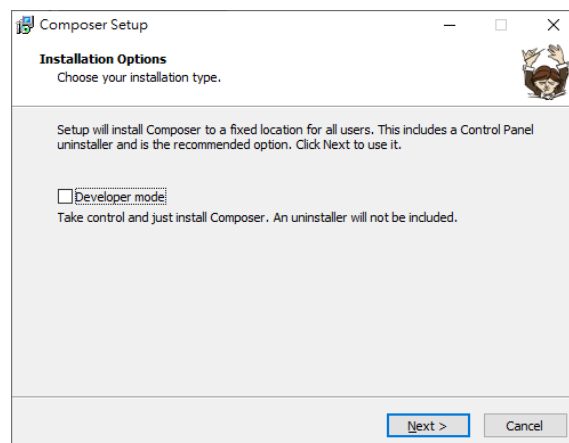 Composer Setup
Installation Options
Choose your installation type.
Setup will install Composer to a fixed location for all users. This includes a Control Panel
uninstaller and is the recommended option. Click Next to use it.
Developer mode
Take control and just install Composer. An uninstaller will not be included.
Next >
Cancel